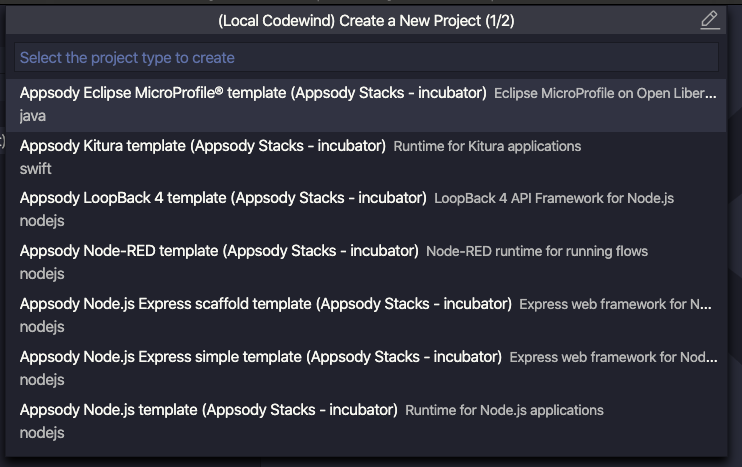 (Local Codewind) Create a New Project (1/2)
Select the project type to create
Appsody Eclipse MicroProfile® template (Appsody Stacks - incubator) Eclipse MicroProfile on Open Liber...
java
Appsody Kitura template (Appsody Stacks - incubator) Runtime for Kitura applications
swift
Appsody LoopBack 4 template (Appsody Stacks - incubator) LoopBack 4 API Framework for Node.js
nodejs
Appsody Node-RED template (Appsody Stacks - incubator) Node-RED runtime for running flows
nodejs
Appsody Node.js Express scaffold template (Appsody Stacks - incubator) Express web framework for N...
nodejs
Appsody Node.js Express simple template (Appsody Stacks - incubator) Express web framework for Nod...
nodejs
Appsody Node.js template (Appsody Stacks - incubator) Runtime for Node.js applications
nodejs